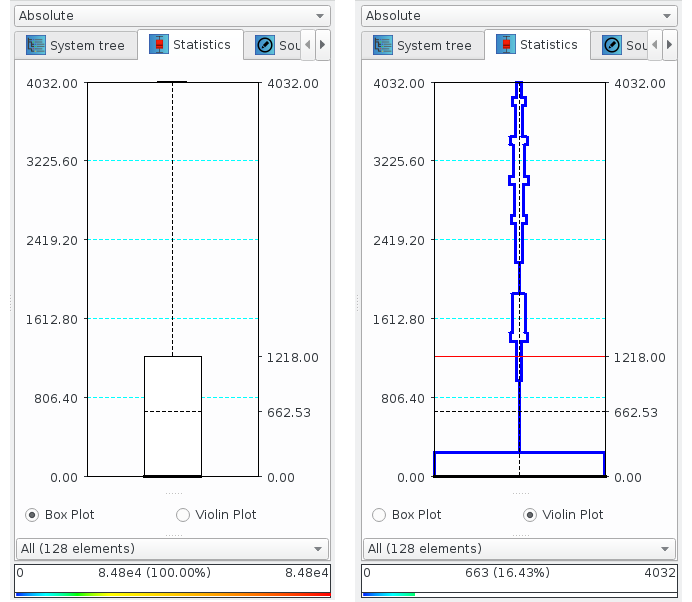 Absolute
System tree
Statistics
Sou
4032.00
4032.00
3225.60
2419.20
1612.80
1218.00
806.40
662.53
0.00
0.00
Box Plot
Violin Plot
All (128 elements)
0
8.48e4 (100.00%)
8.48e4
Absolute
System tree
Statistics
Sou
4032.00
4032.00
3225.60
2419.20
1612.80
1218.00
806.40
662.53
0.00
0.00
Box Plot
Violin Plot
All (128 elements)
0
663 (16.43%)
4032